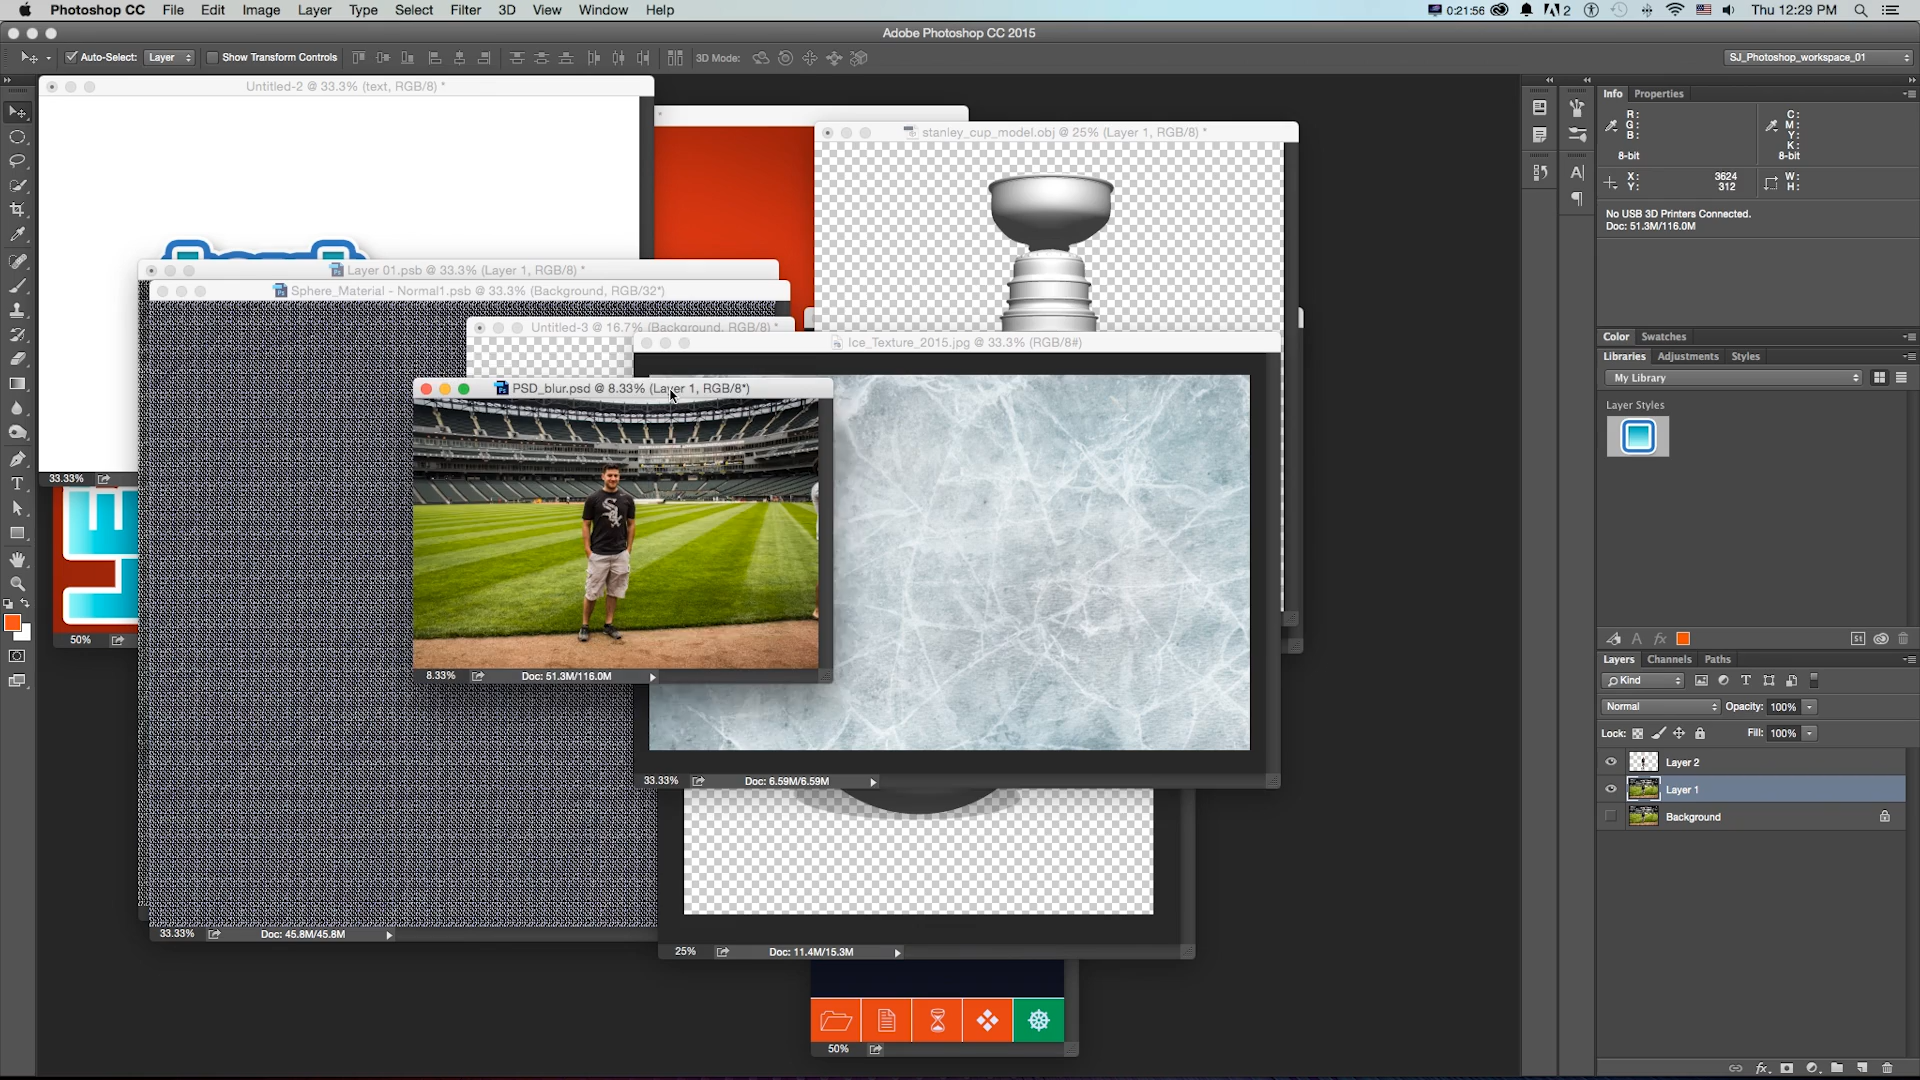 Photoshop CC File Edit Image Layer Type Select Filter 3D View Window Help 0:21:56 2 Thu 12:29 PM
Adobe Photoshop CC 2015
Auto-Select: Layer Show Transform Controls 3D Mode: SJ_Photoshop_workspace_01
Untitled-2 @ 33.3% (text, RGB/8) *
stanley_cup_model.obj @ 25% (Layer 1, RGB/8) *
Layer 01.psb @ 33.3% (Layer 1, RGB/8) *
Sphere_Material - Normal1.psb @ 33.3% (Background, RGB/32*)
Untitled-3 @ 16.7% (Background, RGB/8) *
Ice_Texture_2015.jpg @ 33.3% (RGB/8#)
PSD_blur.psd @ 8.33% (Layer 1, RGB/8*)
33.33%
8.33% Doc: 51.3M/116.0M
50%
33.33% Doc: 6.59M/6.59M
33.33% Doc: 45.8M/45.8M
25% Doc: 11.4M/15.3M
50%
Info Properties
R: C:
G: M:
B: Y:
K:
8-bit 8-bit
X: 3624 W:
Y: 312 H:
No USB 3D Printers Connected.
Doc: 51.3M/116.0M
Color Swatches
Libraries Adjustments Styles
My Library
Layer Styles
A fx St
Layers Channels Paths
Kind
Normal Opacity: 100%
Lock: Fill: 100%
Layer 2
Layer 1
Background
fx